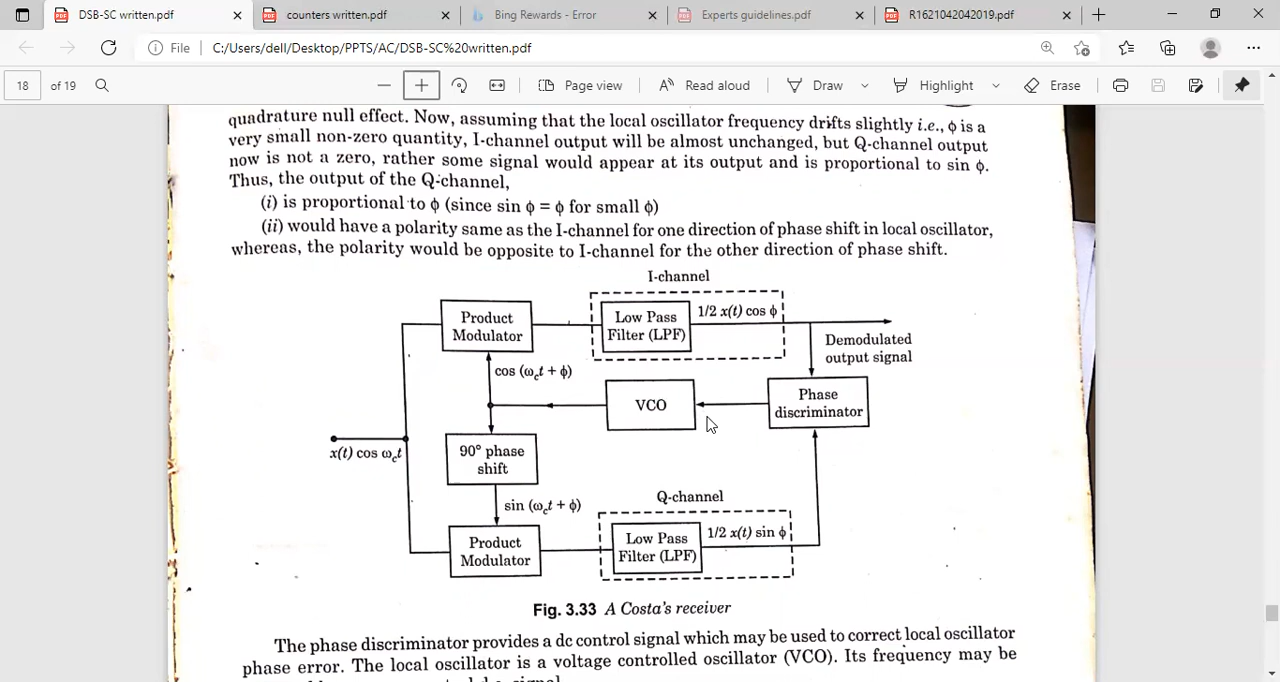 DSB-SC written.pdf
counters written.pdf
Bing Rewards - Error
Experts guidelines.pdf
R1621042042019.pdf
File
C:/Users/dell/Desktop/PPTS/AC/DSB-SC%20written.pdf
18 of 19
Page view
Read aloud
Draw
Highlight
Erase
quadrature null effect. Now, assuming that the local oscillator frequency drifts slightly i.e., ϕ is a
very small non-zero quantity, I-channel output will be almost unchanged, but Q-channel output
now is not a zero, rather some signal would appear at its output and is proportional to sin ϕ.
Thus, the output of the Q-channel,
(i) is proportional to ϕ (since sin ϕ = ϕ for small ϕ)
(ii) would have a polarity same as the I-channel for one direction of phase shift in local oscillator,
whereas, the polarity would be opposite to I-channel for the other direction of phase shift.
I-channel
Product
Modulator
Low Pass
Filter (LPF)
1/2 x(t) cos ϕ
Demodulated
output signal
cos (ω_c t + ϕ)
VCO
Phase
discriminator
x(t) cos ω_c t
90° phase
shift
sin (ω_c t + ϕ)
Q-channel
Product
Modulator
Low Pass
Filter (LPF)
1/2 x(t) sin ϕ
Fig. 3.33 A Costa's receiver
The phase discriminator provides a dc control signal which may be used to correct local oscillator
phase error. The local oscillator is a voltage controlled oscillator (VCO). Its frequency may be